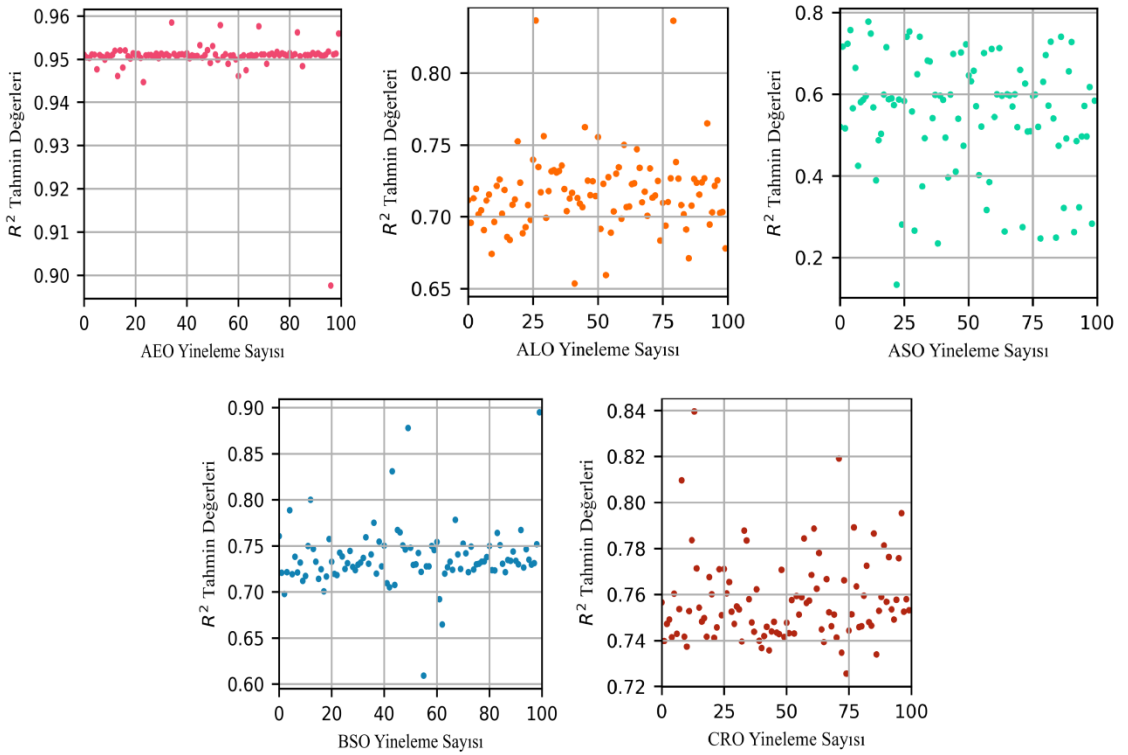 R² Tahmin Değerleri
0.96
0.95
0.94
0.93
0.92
0.91
0.90
0 20 40 60 80 100
AEO Yineleme Sayısı
R² Tahmin Değerleri
0.80
0.75
0.70
0.65
0 25 50 75 100
ALO Yineleme Sayısı
R² Tahmin Değerleri
0.8
0.6
0.4
0.2
0 25 50 75 100
ASO Yineleme Sayısı
R² Tahmin Değerleri
0.90
0.85
0.80
0.75
0.70
0.65
0.60
0 20 40 60 80 100
BSO Yineleme Sayısı
R² Tahmin Değerleri
0.84
0.82
0.80
0.78
0.76
0.74
0.72
0 25 50 75 100
CRO Yineleme Sayısı